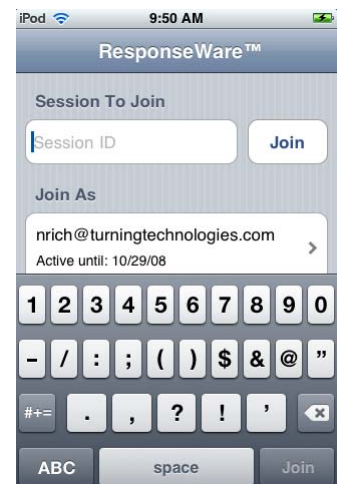 iPod 9:50 AM
ResponseWare™
Session To Join
Session ID Join
Join As
nrich@turningtechnologies.com
Active until: 10/29/08
1 2 3 4 5 6 7 8 9 0
- / : ; ( ) $ & @ "
#+= . , ? ! '
ABC space Join